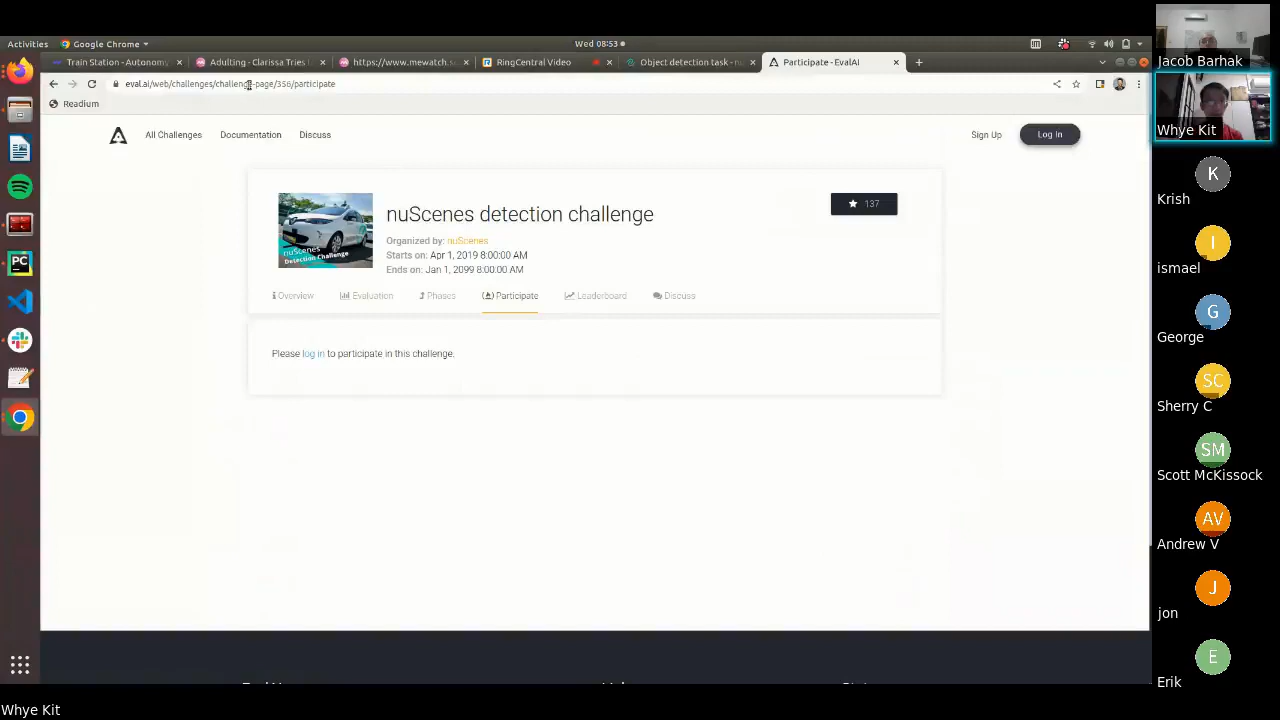 Activities
Google Chrome
Wed 08:53
Train Station - Autonomy
Adulting - Clarissa Tries
https://www.mewatch.s
RingCentral Video
Object detection task - nu
Participate - EvalAI
eval.ai/web/challenges/challenge-page/356/participate
Readium
All Challenges
Documentation
Discuss
Sign Up
Log In
nuScenes detection challenge
137
Organized by: nuScenes
Starts on: Apr 1, 2019 8:00:00 AM
Ends on: Jan 1, 2099 8:00:00 AM
nuScenes
Detection Challenge
Overview
Evaluation
Phases
Participate
Leaderboard
Discuss
Please log in to participate in this challenge.
PC
Jacob Barhak
Whye Kit
K
Krish
I
ismael
G
George
SC
Sherry C
SM
Scott McKissock
AV
Andrew V
J
jon
E
Erik
Whye Kit